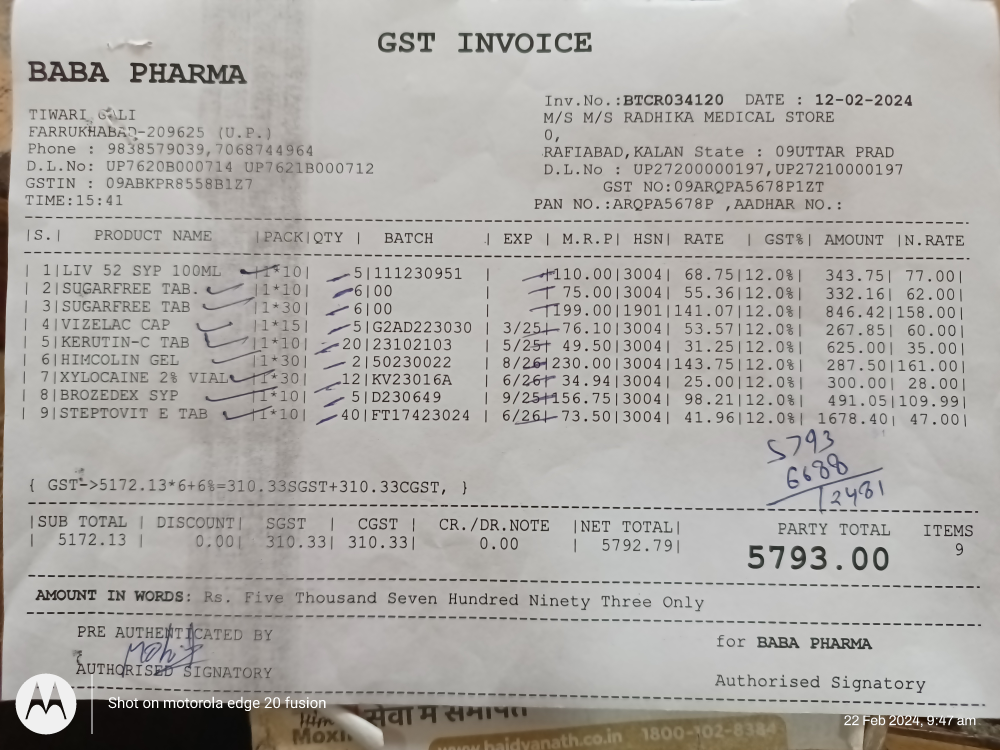 GST INVOICE
BABA PHARMA
TIWARI GALI
FARRUKHABAD-209625 (U.P.)
Phone : 9838579039,7068744964
D.L.No: UP7620B000714 UP7621B000712
GSTIN : 09ABKPR8558B1Z7
TIME:15:41
Inv.No.:BTCR034120 DATE : 12-02-2024
M/S M/S RADHIKA MEDICAL STORE
0,
RAFIABAD,KALAN State : 09UTTAR PRAD
D.L.No : UP27200000197,UP27210000197
GST NO:09ARQPA5678P1ZT
PAN NO.:ARQPA5678P ,AADHAR NO.:
|S.| PRODUCT NAME |PACK|QTY | BATCH | EXP | M.R.P| HSN| RATE | GST%| AMOUNT |N.RATE
| 1|LIV 52 SYP 100ML |1*10| 5|111230951 | |110.00|3004| 68.75|12.0%| 343.75| 77.00|
| 2|SUGARFREE TAB. |1*10| 6|00 | | 75.00|3004| 55.36|12.0%| 332.16| 62.00|
| 3|SUGARFREE TAB |1*30| 6|00 | |199.00|1901|141.07|12.0%| 846.42|158.00|
| 4|VIZELAC CAP |1*15| 5|G2AD223030 | 3/25| 76.10|3004| 53.57|12.0%| 267.85| 60.00|
| 5|KERUTIN-C TAB |1*10| 20|23102103 | 5/25| 49.50|3004| 31.25|12.0%| 625.00| 35.00|
| 6|HIMCOLIN GEL |1*30| 2|50230022 | 8/26|230.00|3004|143.75|12.0%| 287.50|161.00|
| 7|XYLOCAINE 2% VIAL |1*30| 12|KV23016A | 6/26| 34.94|3004| 25.00|12.0%| 300.00| 28.00|
| 8|BROZEDEX SYP |1*10| 5|D230649 | 9/25|156.75|3004| 98.21|12.0%| 491.05|109.99|
| 9|STEPTOVIT E TAB |1*10| 40|FT17423024 | 6/26| 73.50|3004| 41.96|12.0%| 1678.40| 47.00|
5793
6688
12481
{ GST->5172.13*6+6%=310.33SGST+310.33CGST, }
|SUB TOTAL | DISCOUNT| SGST | CGST | CR./DR.NOTE |NET TOTAL| PARTY TOTAL ITEMS
| 5172.13 | 0.00| 310.33| 310.33| 0.00 | 5792.79| 5793.00 9
AMOUNT IN WORDS: Rs. Five Thousand Seven Hundred Ninety Three Only
PRE AUTHENTICATED BY
for BABA PHARMA
AUTHORISED SIGNATORY
Authorised Signatory
Shot on motorola edge 20 fusion
22 Feb 2024, 9:47 am
सेवा में समर्पित
www.baidyanath.co.in 1800-102-8384